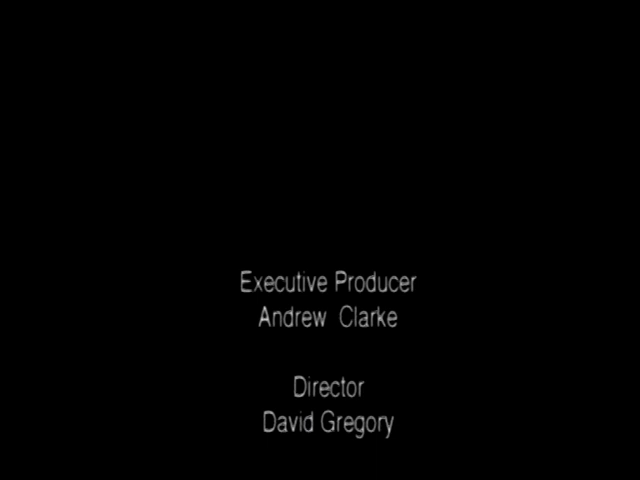 Executive Producer
Andrew Clarke
Director
David Gregory